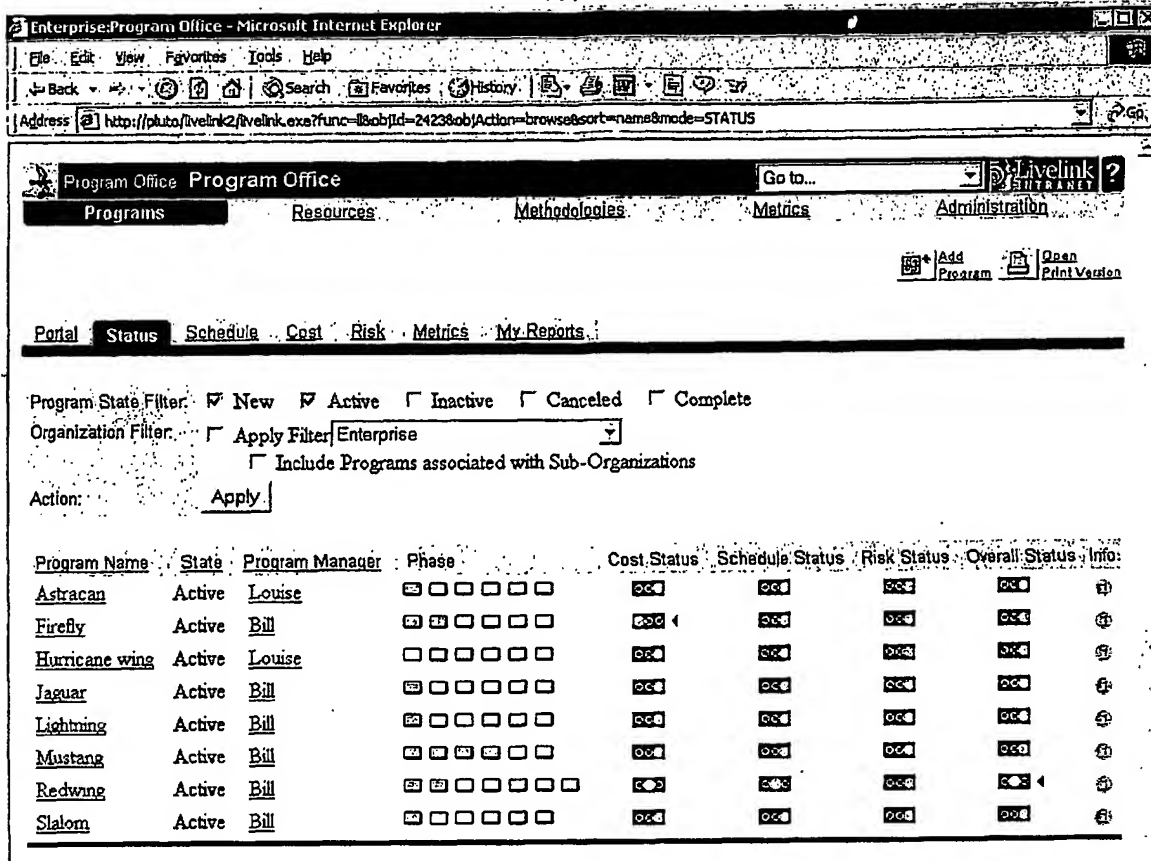 Enterprise:Program Office - Microsoft Internet Explorer
File Edit View Favorites Tools Help
Back Search Favorites History
Address http://pluto/livelink2/livelink.exe?func=ll&objId=2423&objAction=browse&sort=name&mode=STATUS Go
Program Office Program Office Go to... Livelink INTRANET ?
Programs Resources Methodologies Metrics Administration
Add Program Open Print Version
Portal Status Schedule Cost Risk Metrics My Reports
Program State Filter: New Active Inactive Canceled Complete
Organization Filter: Apply Filter Enterprise
Include Programs associated with Sub-Organizations
Action: Apply
Program Name State Program Manager Phase Cost Status Schedule Status Risk Status Overall Status Info:
Astracan Active Louise
Firefly Active Bill
Hurricane wing Active Louise
Jaguar Active Bill
Lightning Active Bill
Mustang Active Bill
Redwing Active Bill
Slalom Active Bill